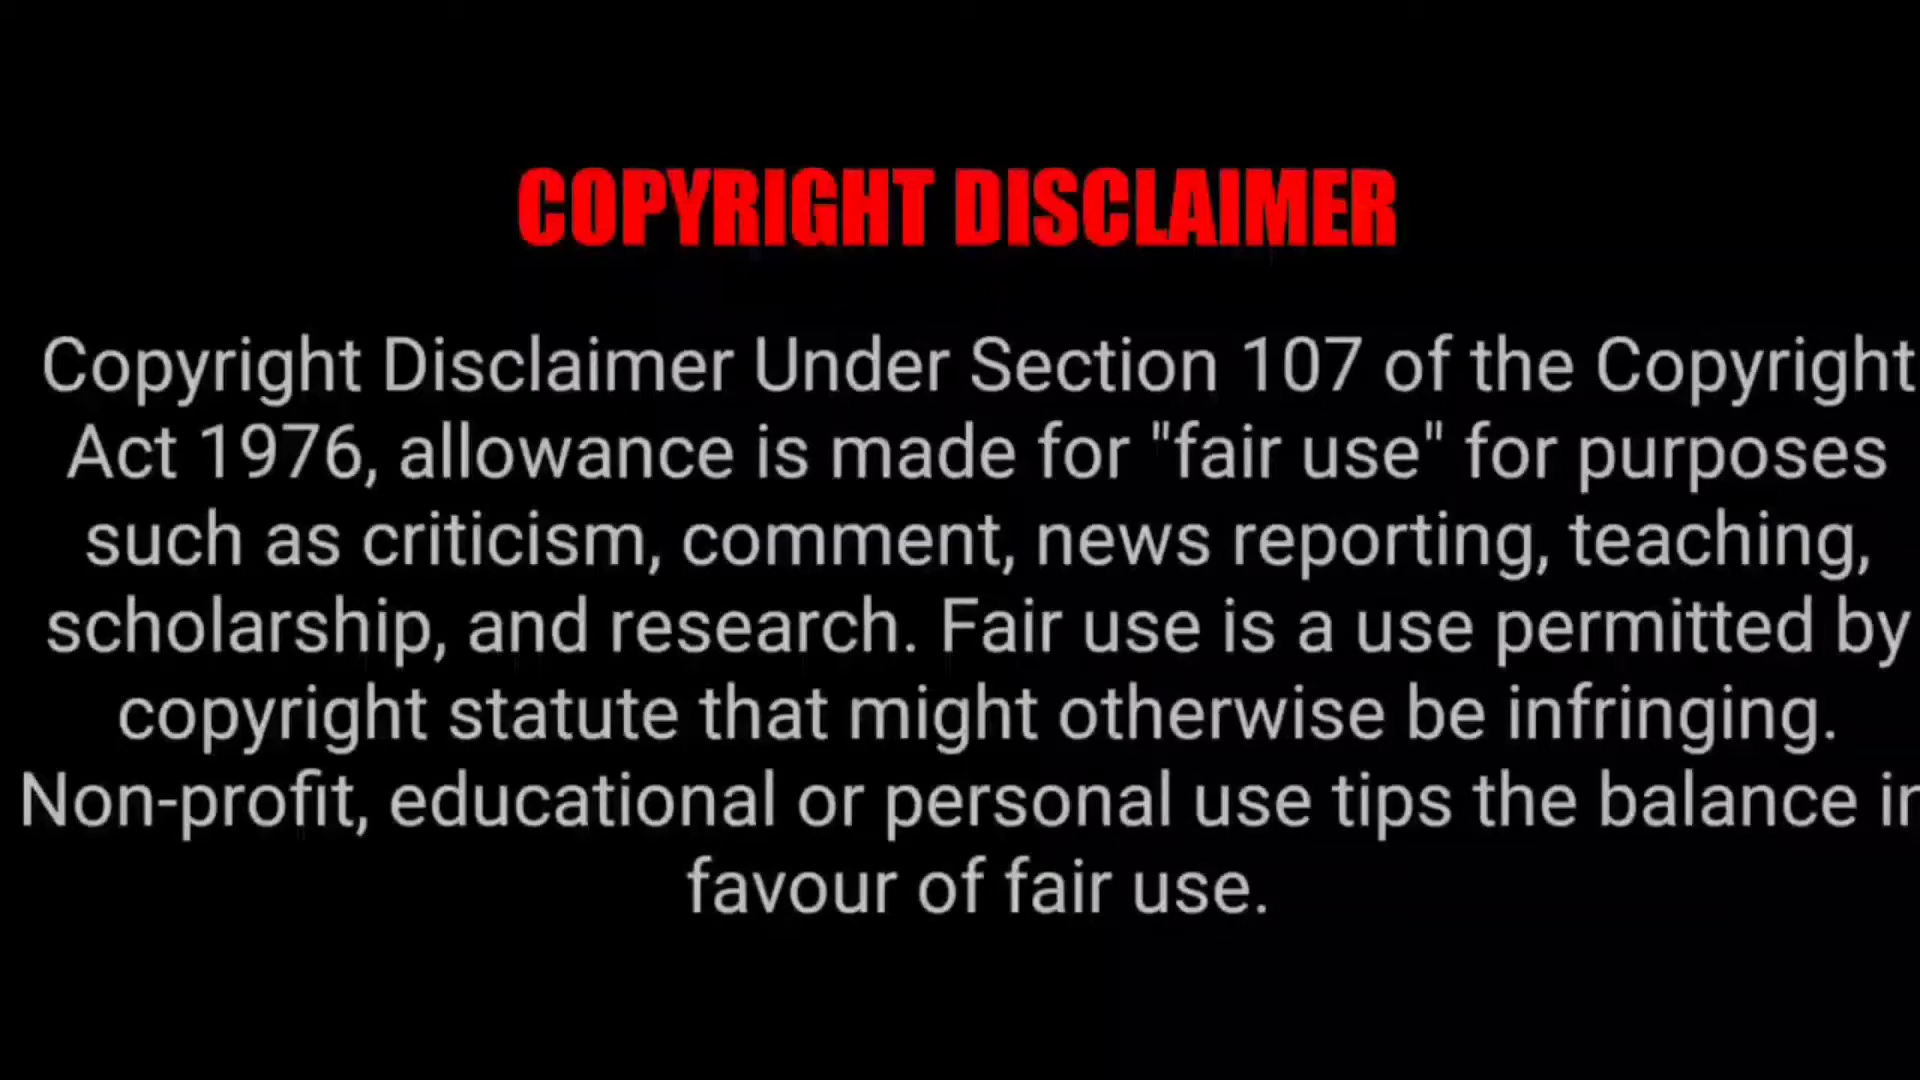 COPYRIGHT DISCLAIMER
Copyright Disclaimer Under Section 107 of the Copyright
Act 1976, allowance is made for "fair use" for purposes
such as criticism, comment, news reporting, teaching,
scholarship, and research. Fair use is a use permitted by
copyright statute that might otherwise be infringing.
Non-profit, educational or personal use tips the balance in
favour of fair use.